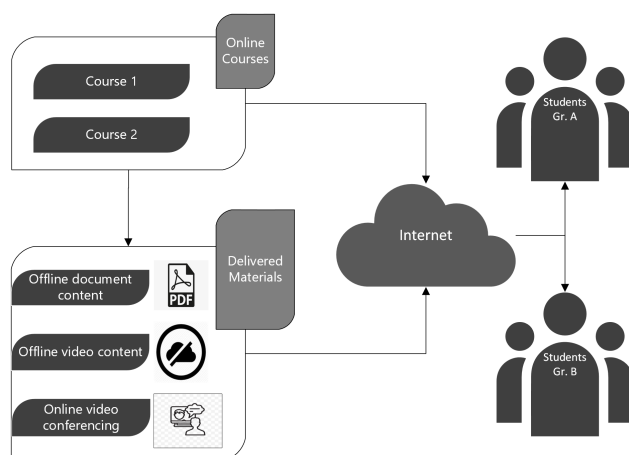 Online
Courses
Course 1
Course 2
Students
Gr. A
Internet
Delivered
Materials
Offline document
content
PDF
Offline video content
Online video
conferencing
Students
Gr. B